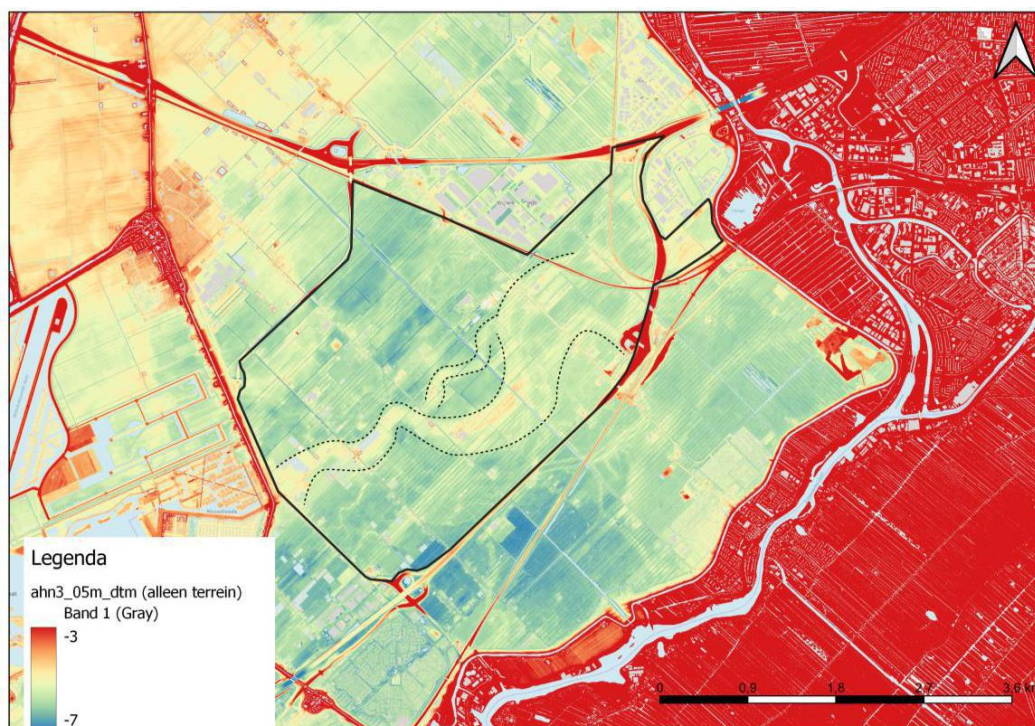 Legenda
ahn3_05m_dtm (alleen terrein)
Band 1 (Gray)
-3
-7
0
0,9
1,8
2,7
3,6 km